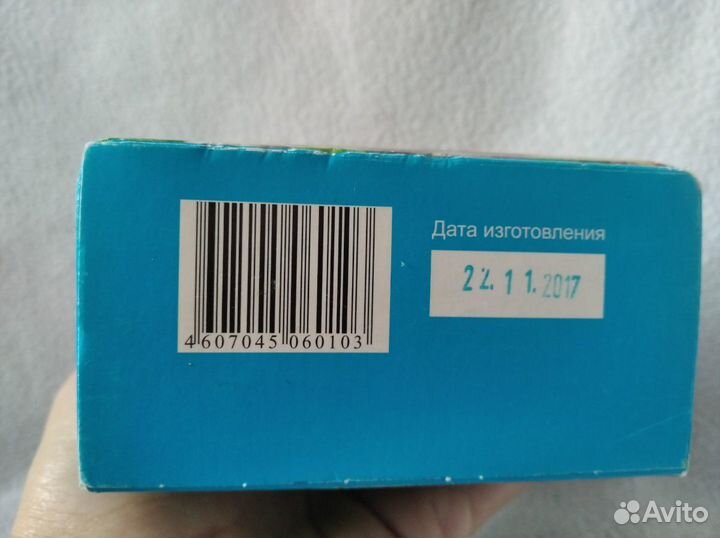 Дата изготовления
22.11.2017
4607045060103
Avito